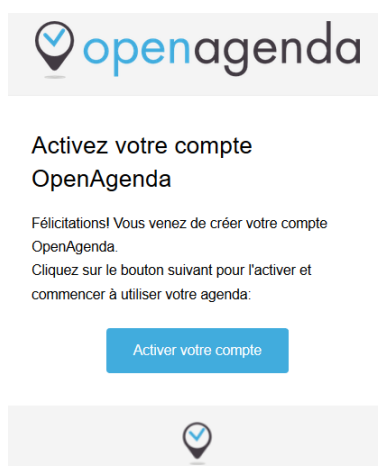 openagenda
Activez votre compte
OpenAgenda
Félicitations! Vous venez de créer votre compte
OpenAgenda.
Cliquez sur le bouton suivant pour l'activer et
commencer à utiliser votre agenda:
Activer votre compte